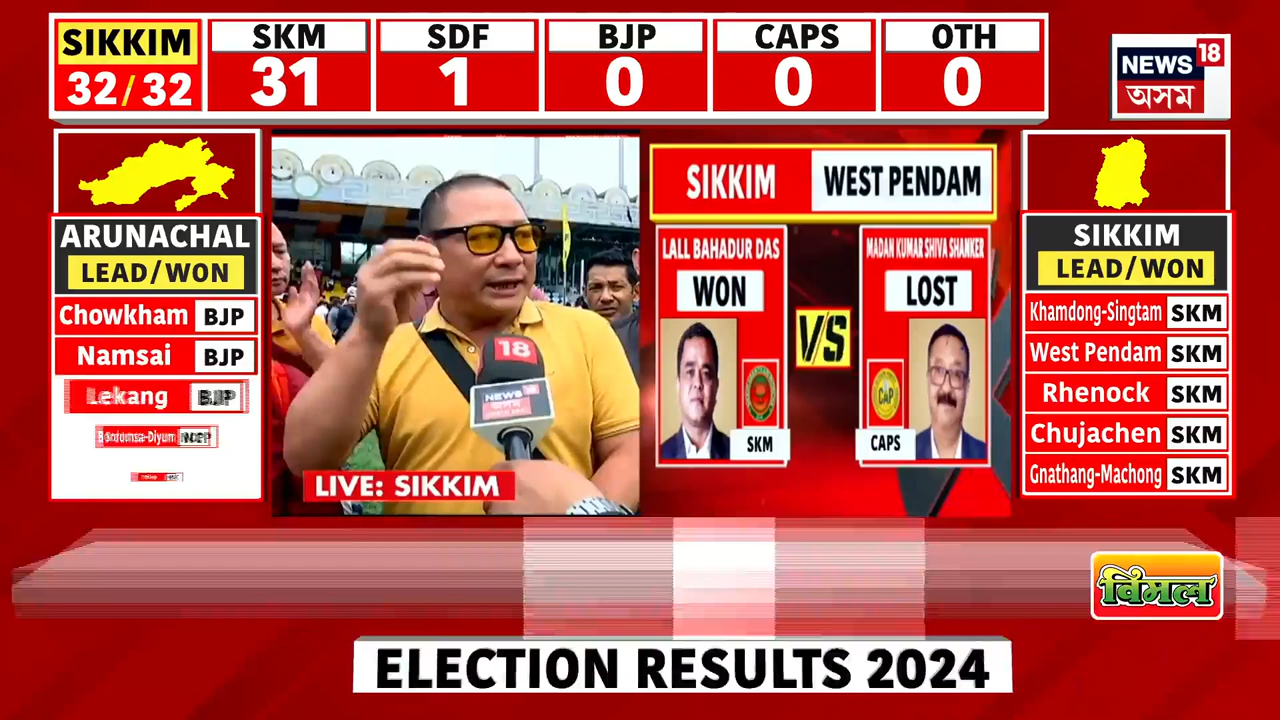 SIKKIM
32/32
SKM
31
SDF
1
BJP
0
CAPS
0
OTH
0
NEWS 18
অসম
ARUNACHAL
LEAD/WON
Chowkham BJP
Namsai BJP
Lekang BJP
18
NEWS 18
অসম
LIVE: SIKKIM
SIKKIM WEST PENDAM
LALL BAHADUR DAS
WON
SKM
VS
MADAN KUMAR SHIVA SHANKER
LOST
CAP
CAPS
SIKKIM
LEAD/WON
Khamdong-Singtam SKM
West Pendam SKM
Rhenock SKM
Chujachen SKM
Gnathang-Machong SKM
विमल
ELECTION RESULTS 2024